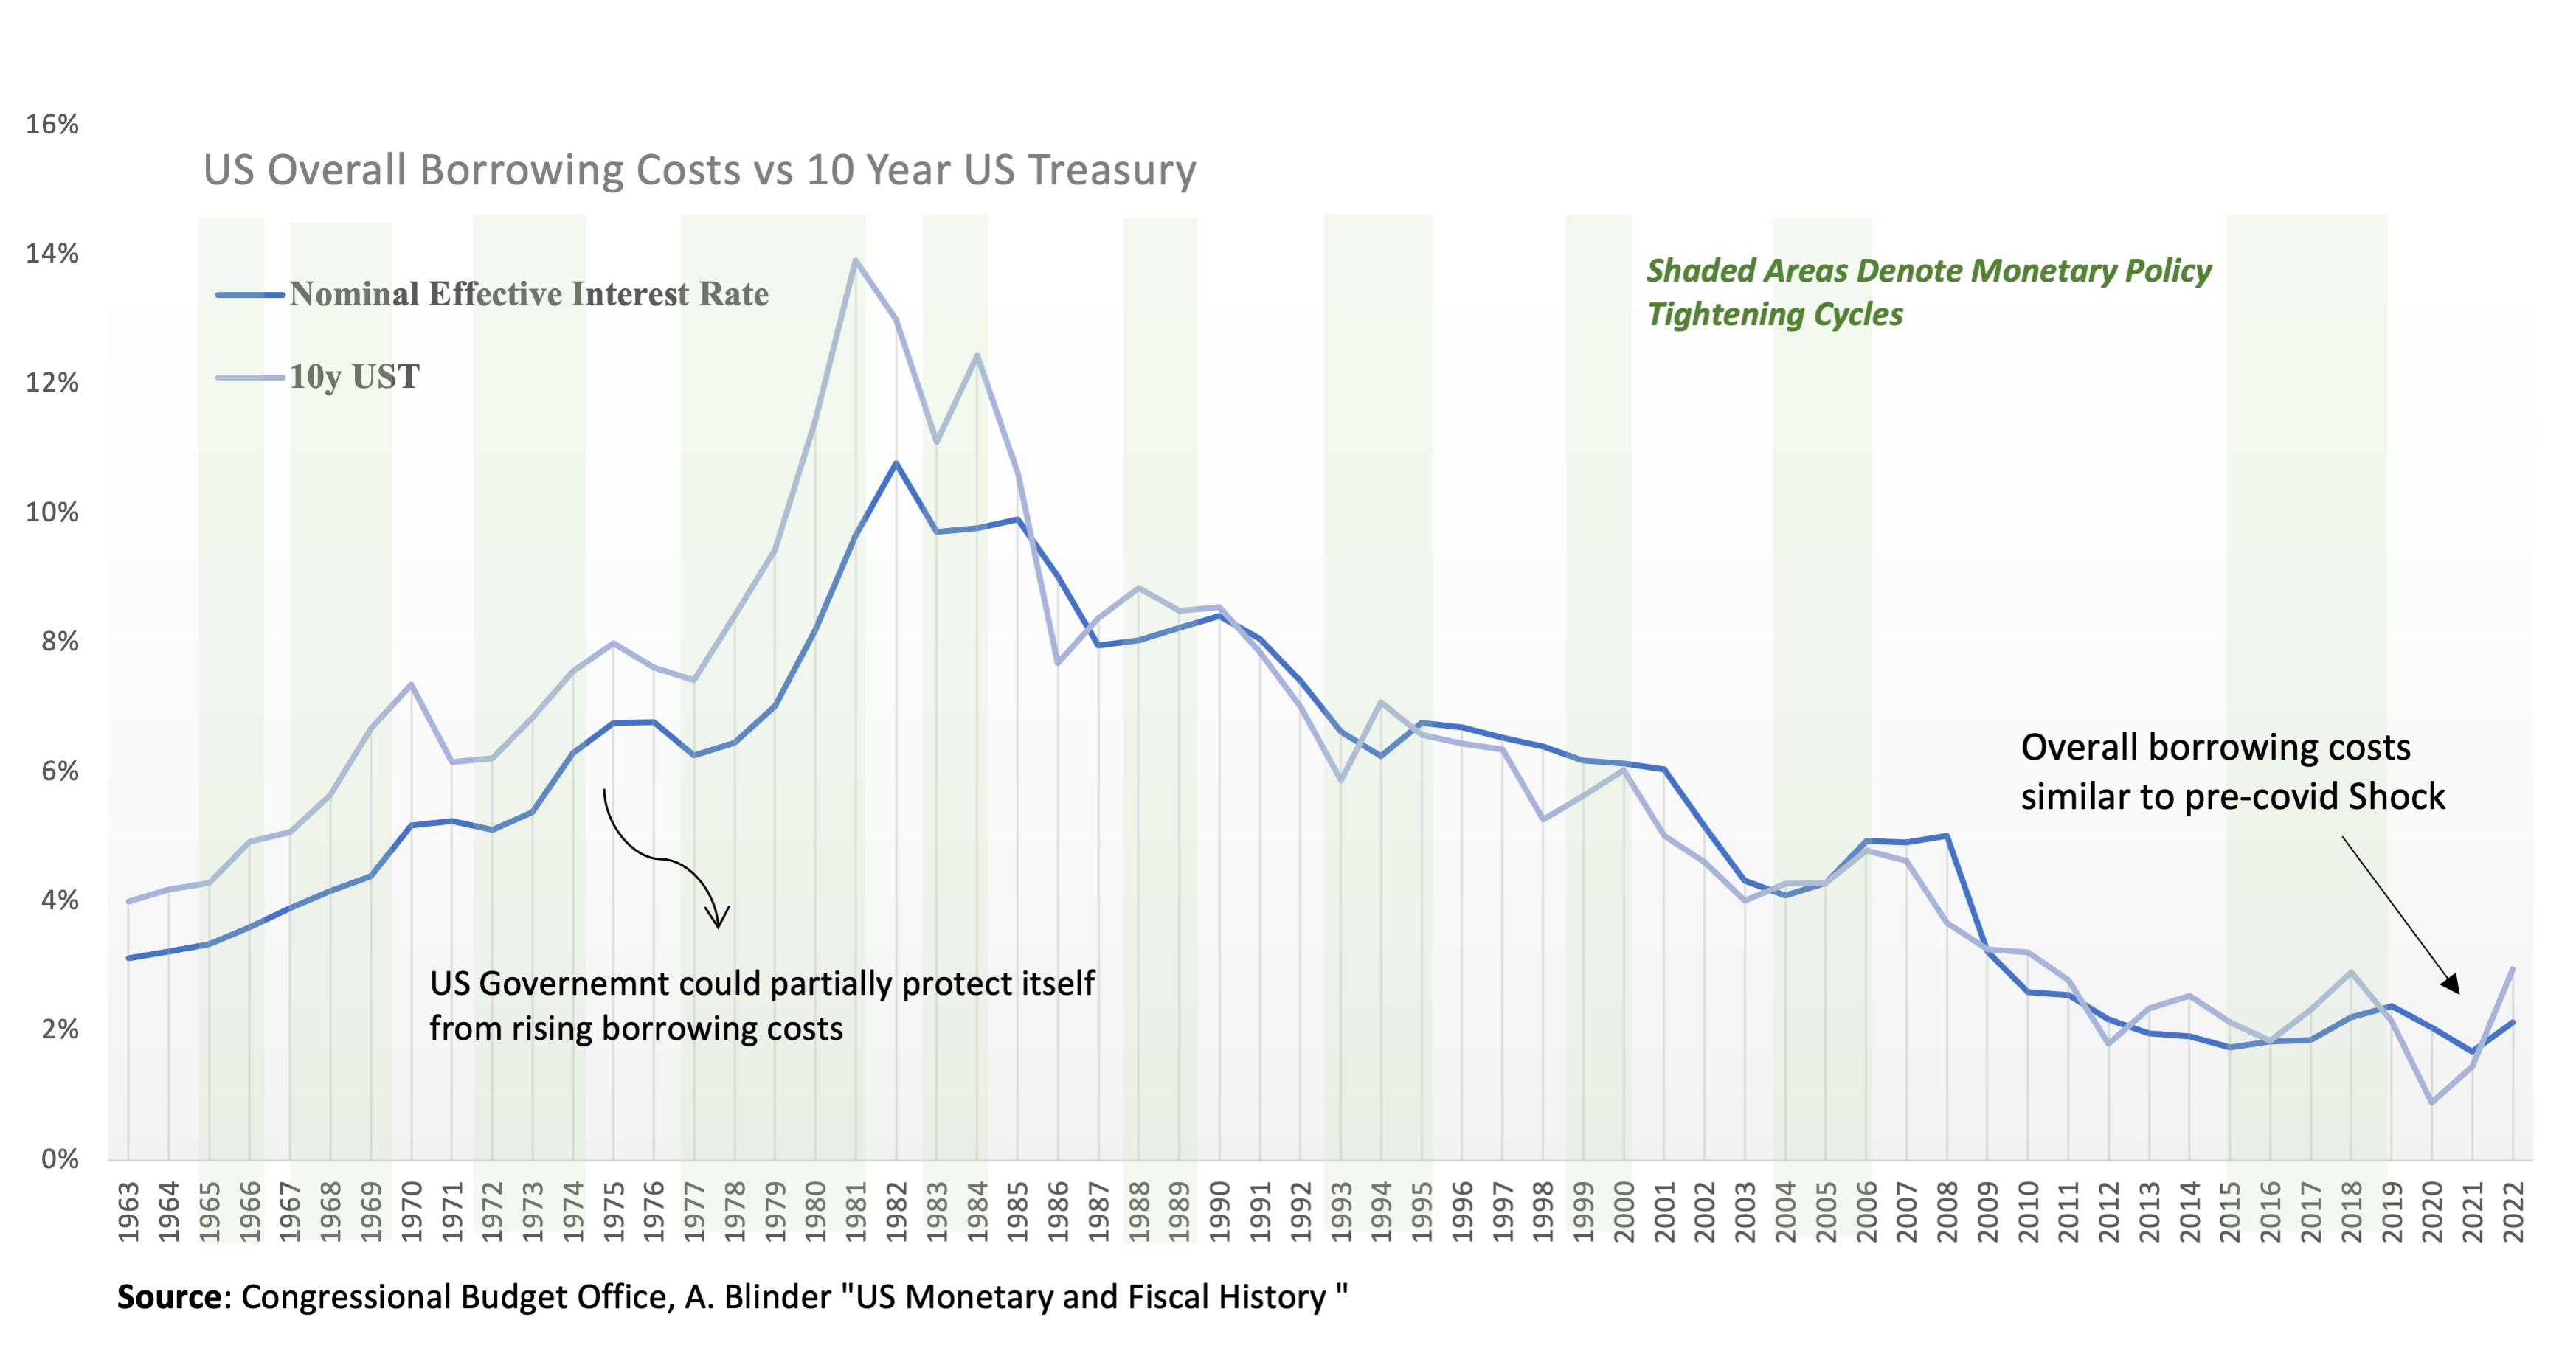 16%
US Overall Borrowing Costs vs 10 Year US Treasury
14%
Shaded Areas Denote Monetary Policy
Tightening Cycles
Nominal Effective Interest Rate
12%
10y UST
10%
8%
6%
Overall borrowing costs
similar to pre-covid Shock
4%
US Governemnt could partially protect itself
from rising borrowing costs
2%
0%
1963 1964 1965 1966 1967 1968 1969 1970 1971 1972 1973 1974 1975 1976 1977 1978 1979 1980 1981 1982 1983 1984 1985 1986 1987 1988 1989 1990 1991 1992 1993 1994 1995 1996 1997 1998 1999 2000 2001 2002 2003 2004 2005 2006 2007 2008 2009 2010 2011 2012 2013 2014 2015 2016 2017 2018 2019 2020 2021 2022
Source: Congressional Budget Office, A. Blinder "US Monetary and Fiscal History "